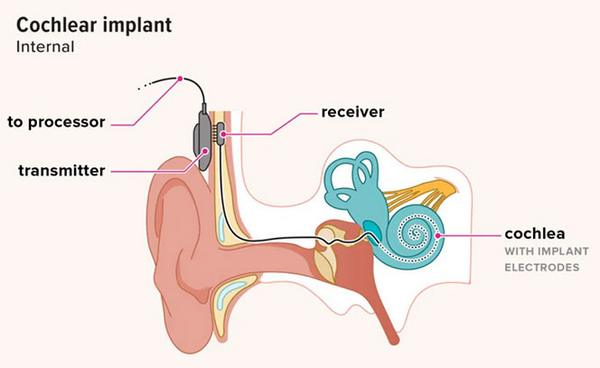 Cochlear implant
Internal
to processor
receiver
transmitter
cochlea
WITH IMPLANT
ELECTRODES